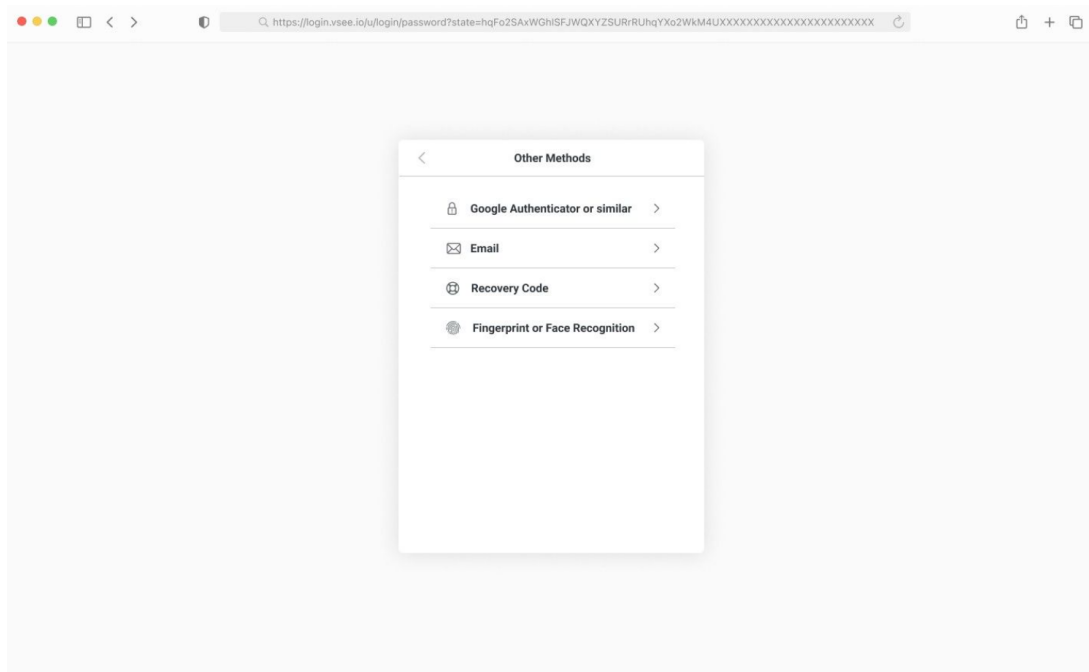 https://login.vsee.io/u/login/password?state=hqFo2SAxWGhlSFJWQXYZSURrRUhqYXo2WkM4UXXXXXXXXXXXXXXXXXXXXXXX
Other Methods
Google Authenticator or similar
Email
Recovery Code
Fingerprint or Face Recognition